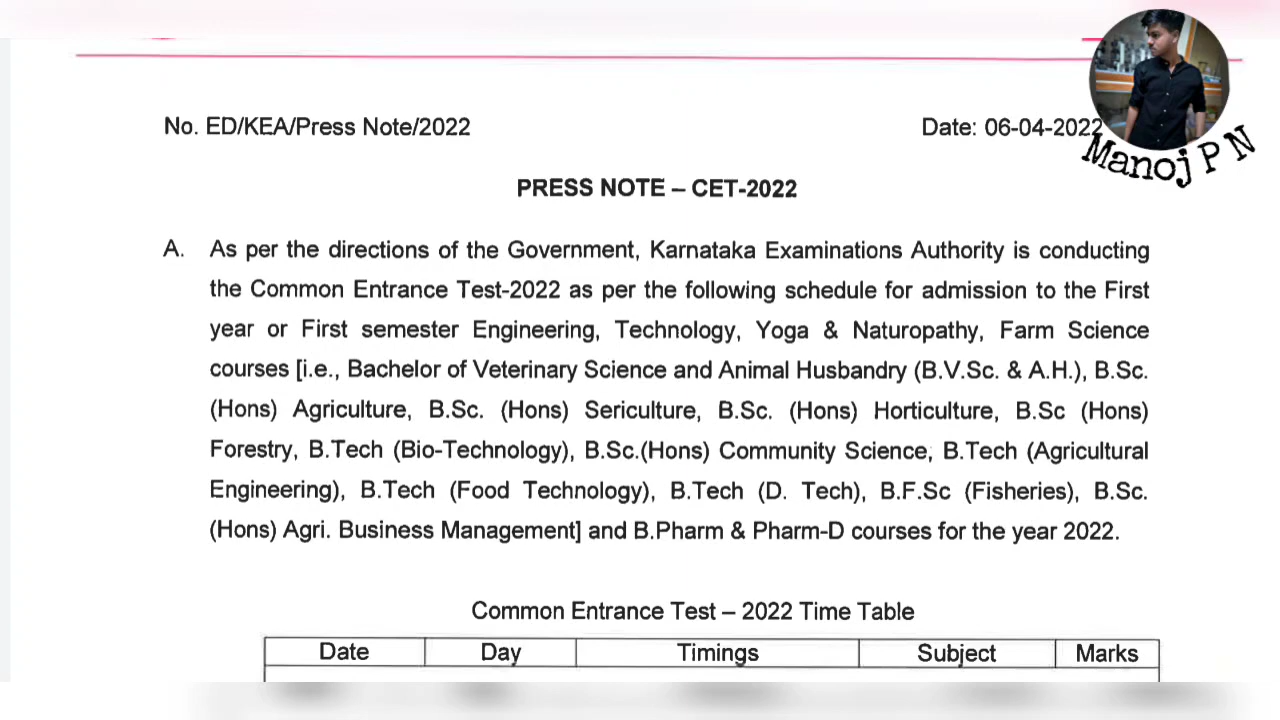 No. ED/KEA/Press Note/2022 Date: 06-04-2022
Manoj P N
PRESS NOTE – CET-2022
A. As per the directions of the Government, Karnataka Examinations Authority is conducting
the Common Entrance Test-2022 as per the following schedule for admission to the First
year or First semester Engineering, Technology, Yoga & Naturopathy, Farm Science
courses [i.e., Bachelor of Veterinary Science and Animal Husbandry (B.V.Sc. & A.H.), B.Sc.
(Hons) Agriculture, B.Sc. (Hons) Sericulture, B.Sc. (Hons) Horticulture, B.Sc (Hons)
Forestry, B.Tech (Bio-Technology), B.Sc.(Hons) Community Science, B.Tech (Agricultural
Engineering), B.Tech (Food Technology), B.Tech (D. Tech), B.F.Sc (Fisheries), B.Sc.
(Hons) Agri. Business Management] and B.Pharm & Pharm-D courses for the year 2022.
Common Entrance Test – 2022 Time Table
Date Day Timings Subject Marks